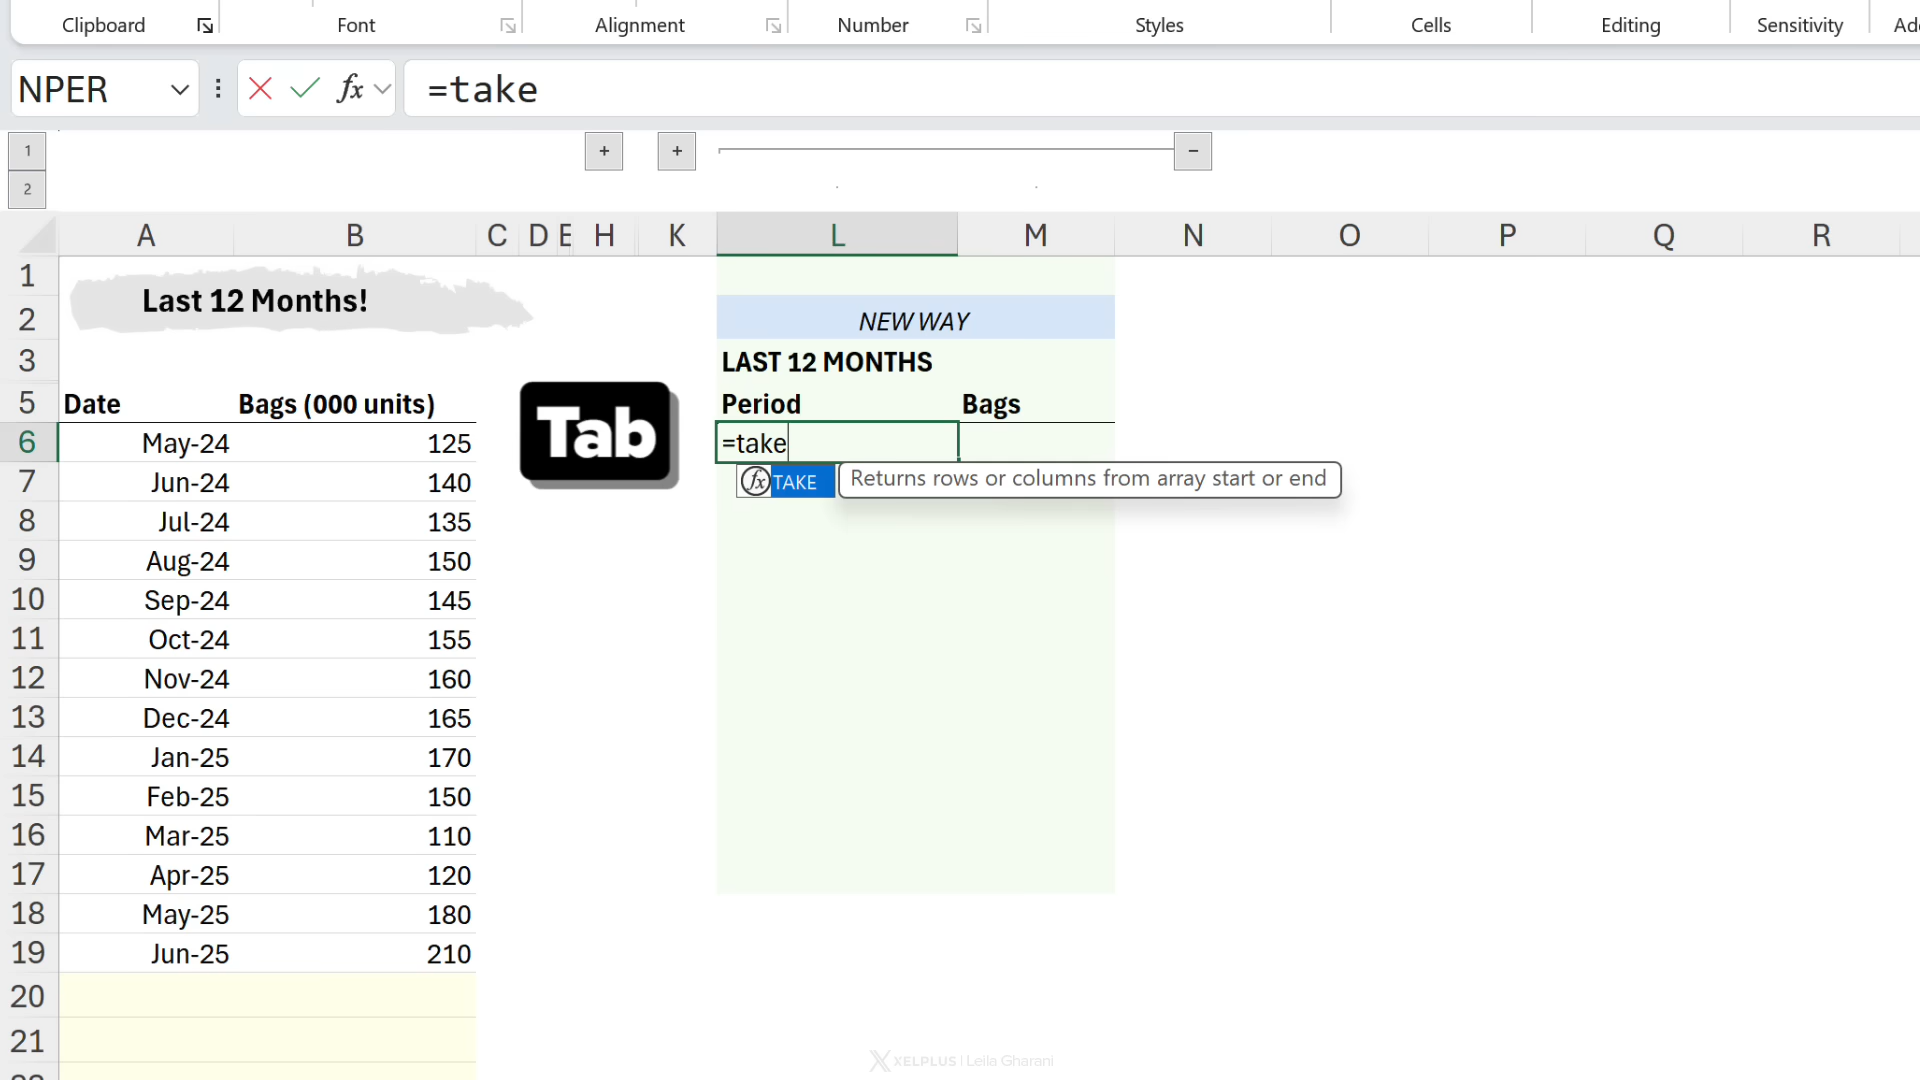 Clipboard Font Alignment Number Styles Cells Editing Sensitivity Ad
NPER fx =take
1 + + −
2
A B C D E H K L M N O P Q R
1
Last 12 Months!
2 NEW WAY
3 LAST 12 MONTHS
5 Date Bags (000 units) Period Bags
Tab
6 May-24 125 =take
7 Jun-24 140 fx TAKE Returns rows or columns from array start or end
8 Jul-24 135
9 Aug-24 150
10 Sep-24 145
11 Oct-24 155
12 Nov-24 160
13 Dec-24 165
14 Jan-25 170
15 Feb-25 150
16 Mar-25 110
17 Apr-25 120
18 May-25 180
19 Jun-25 210
20
21
XELPLUS | Leila Gharani